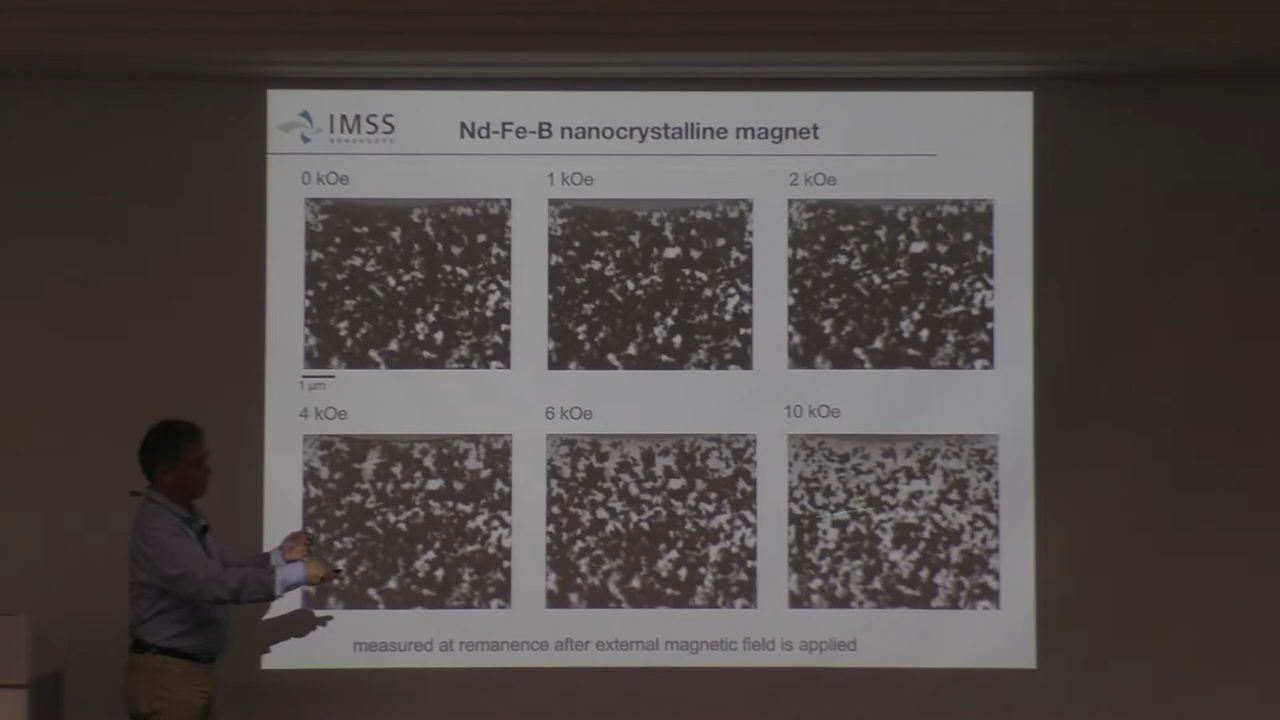 IMSS
Nd-Fe-B nanocrystalline magnet
0 kOe
1 kOe
2 kOe
1 μm
4 kOe
6 kOe
10 kOe
measured at remanence after external magnetic field is applied